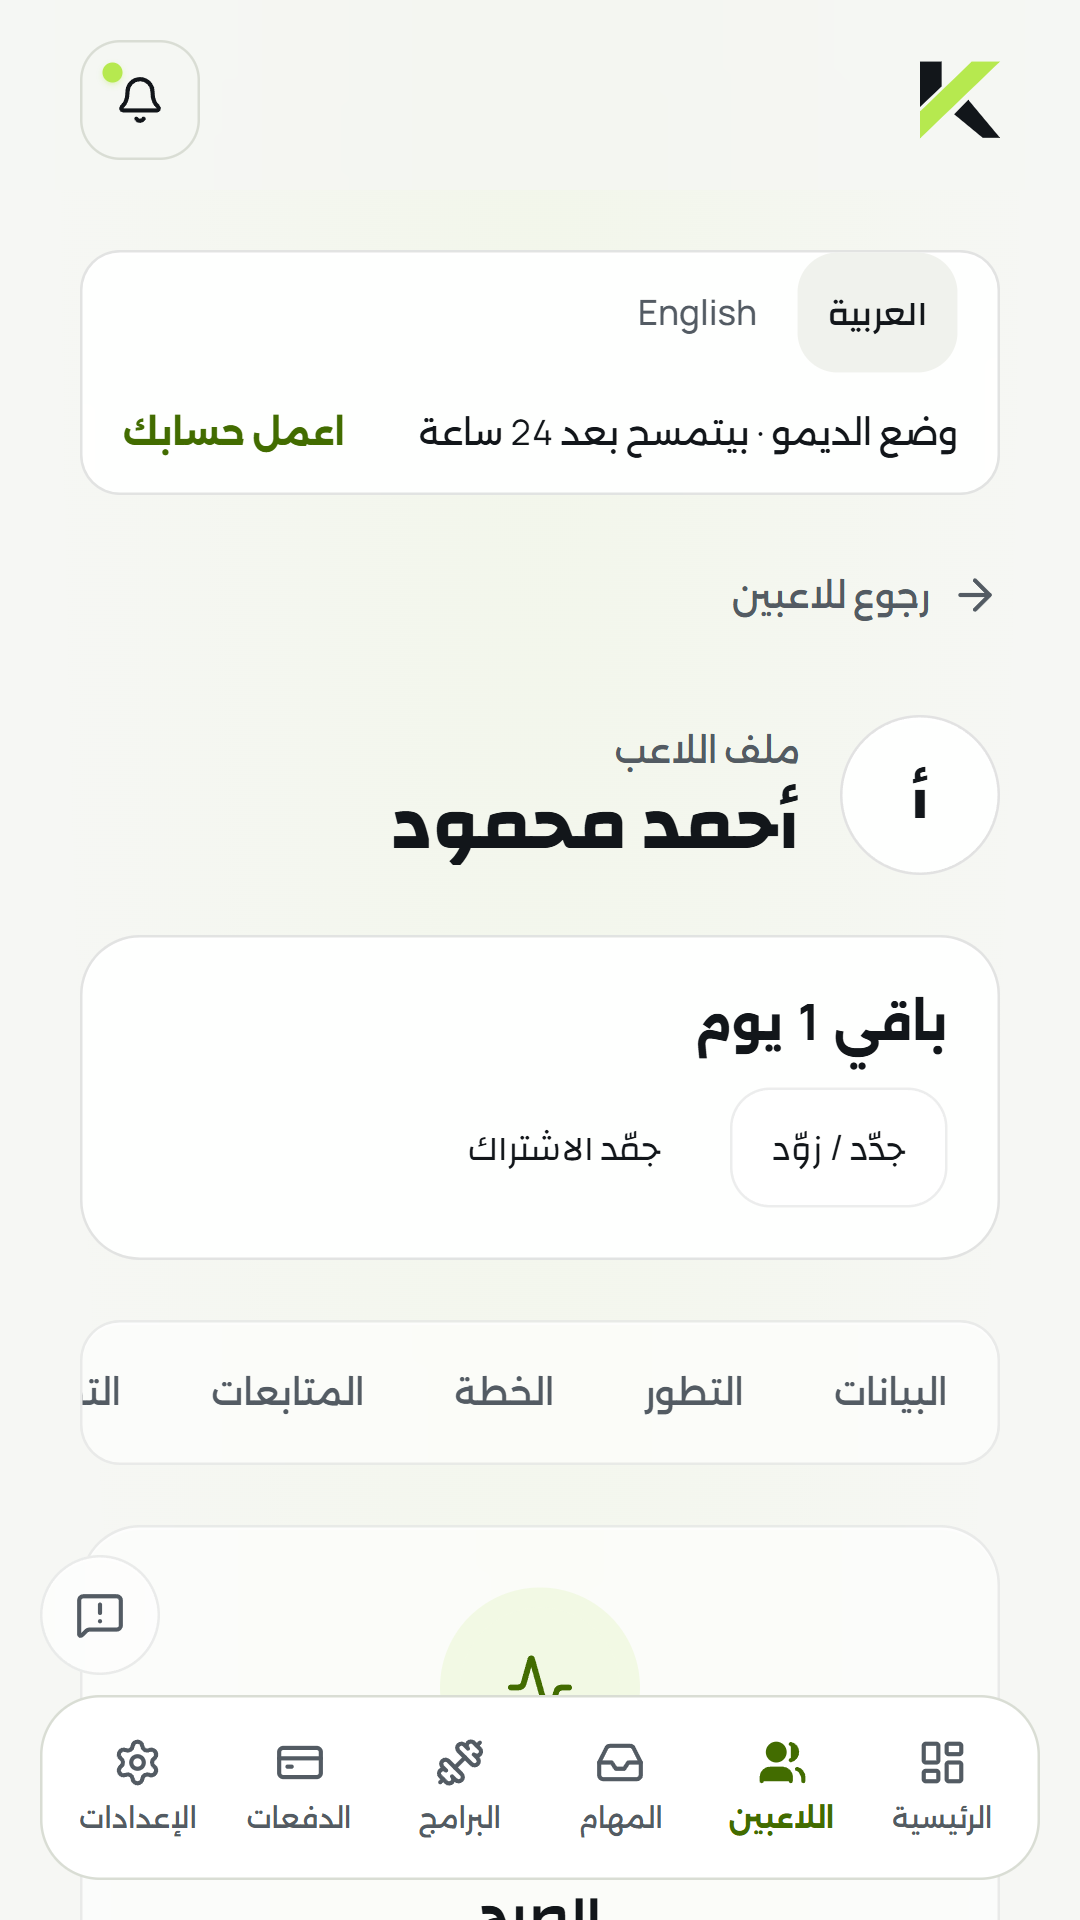 العربية English
وضع الديمو · بيتمسح بعد 24 ساعة اعمل حسابك
رجوع للاعبين
أ
ملف اللاعب
أحمد محمود
باقي 1 يوم
جدّد / زوّد جمّد الاشتراك
البيانات التطور الخطة المتابعات
الرئيسية اللاعبين المهام البرامج الدفعات الإعدادات